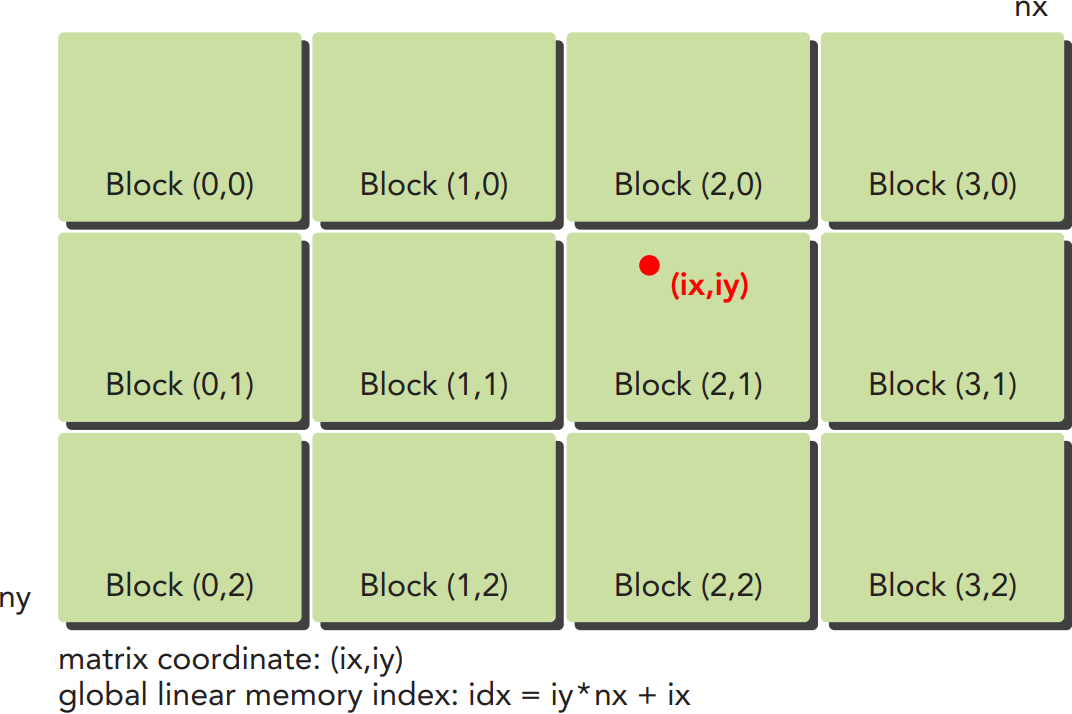 nx
Block (0,0) Block (1,0) Block (2,0) Block (3,0)
(ix,iy)
Block (0,1) Block (1,1) Block (2,1) Block (3,1)
Block (0,2) Block (1,2) Block (2,2) Block (3,2)
ny
matrix coordinate: (ix,iy)
global linear memory index: idx = iy*nx + ix